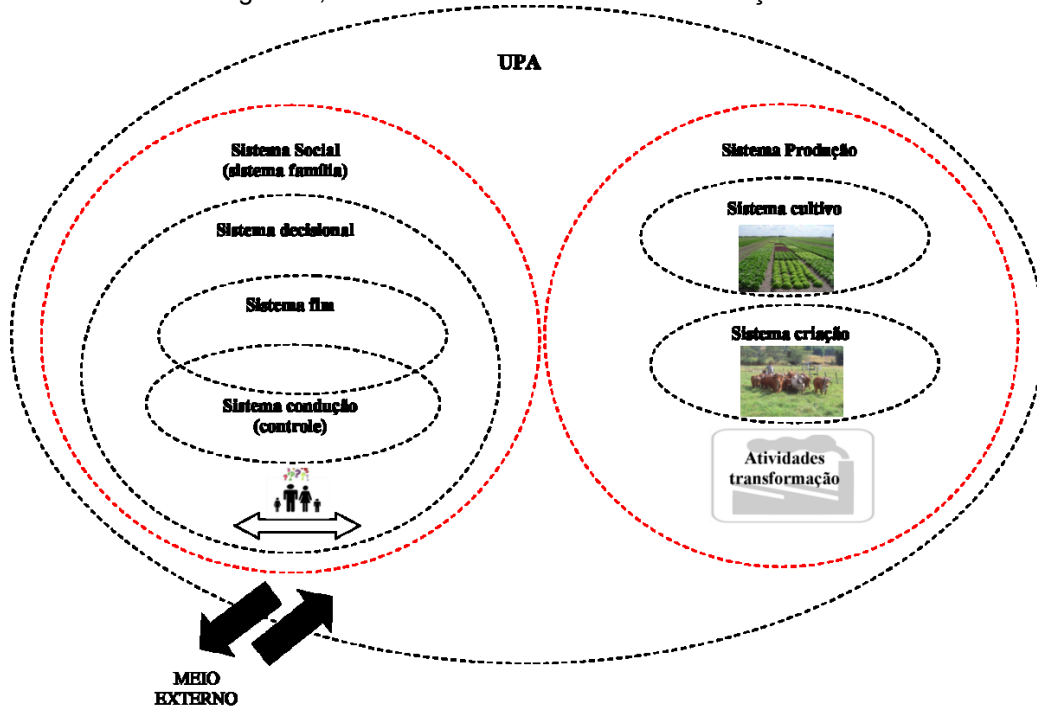 UPA
Sistema Social
(sistema família)
Sistema decisional
Sistema fim
Sistema condução
(controle)
Sistema Produção
Sistema cultivo
Sistema criação
Atividades
transformação
MEIO
EXTERNO